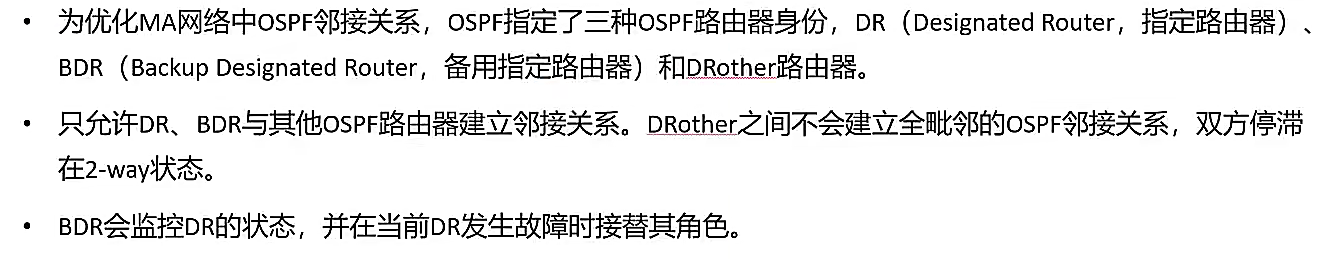 • 为优化MA网络中OSPF邻接关系，OSPF指定了三种OSPF路由器身份，DR（Designated Router，指定路由器）、
BDR（Backup Designated Router，备用指定路由器）和DRother路由器。
• 只允许DR、BDR与其他OSPF路由器建立邻接关系。DRother之间不会建立全毗邻的OSPF邻接关系，双方停滞
在2-way状态。
• BDR会监控DR的状态，并在当前DR发生故障时接替其角色。